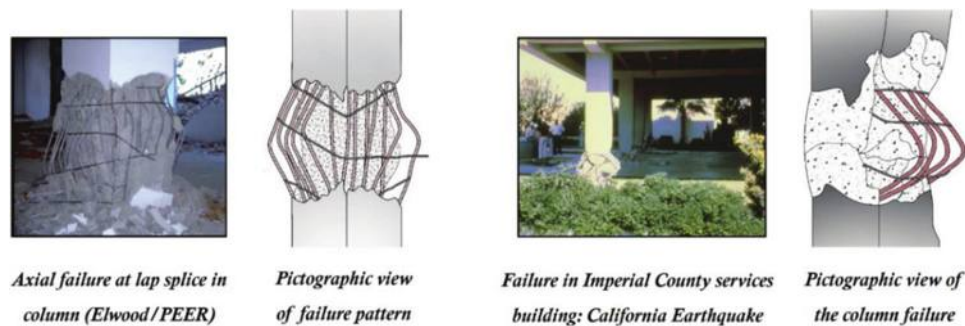 Axial failure at lap splice in
column (Elwood/PEER)
Pictographic view
of failure pattern
Failure in Imperial County services
building: California Earthquake
Pictographic view of
the column failure